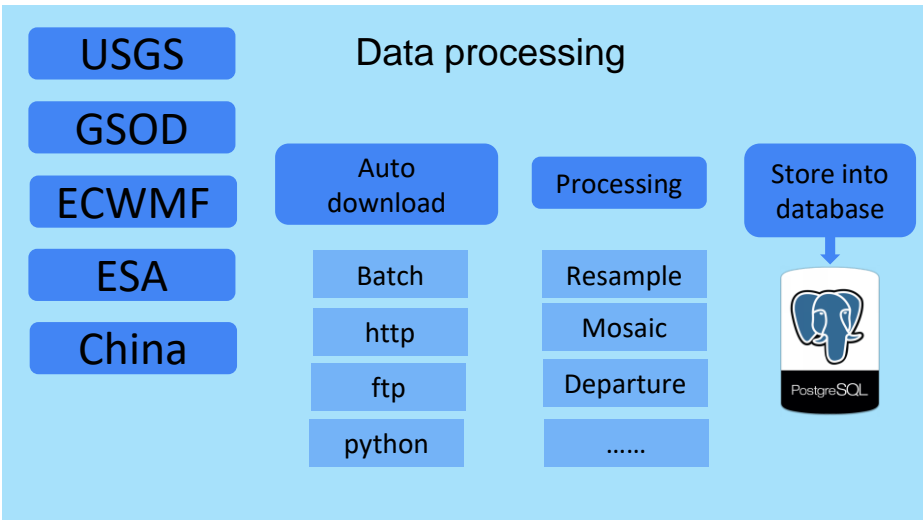 Data processing
USGS
GSOD
ECWMF
ESA
China
Auto
download
Batch
http
ftp
python
Processing
Resample
Mosaic
Departure
......
Store into
database
PostgreSQL